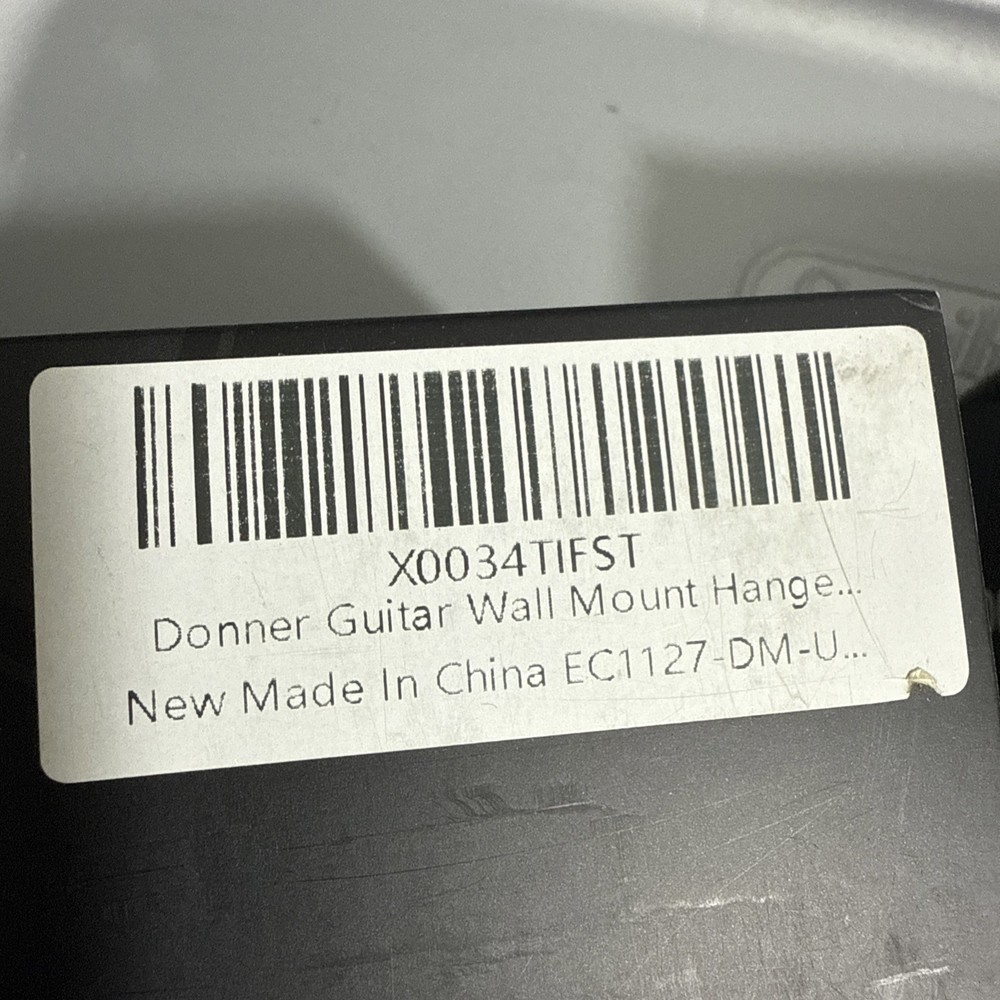 X0034TIFST
Donner Guitar Wall Mount Hange...
New Made In China EC1127-DM-U...